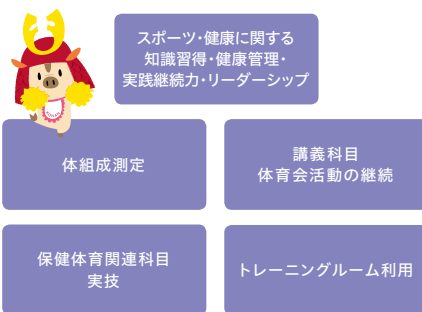 スポーツ・健康に関する
知識習得・健康管理・
実践継続力・リーダーシップ
体組成測定
講義科目
体育会活動の継続
保健体育関連科目
実技
トレーニングルーム利用